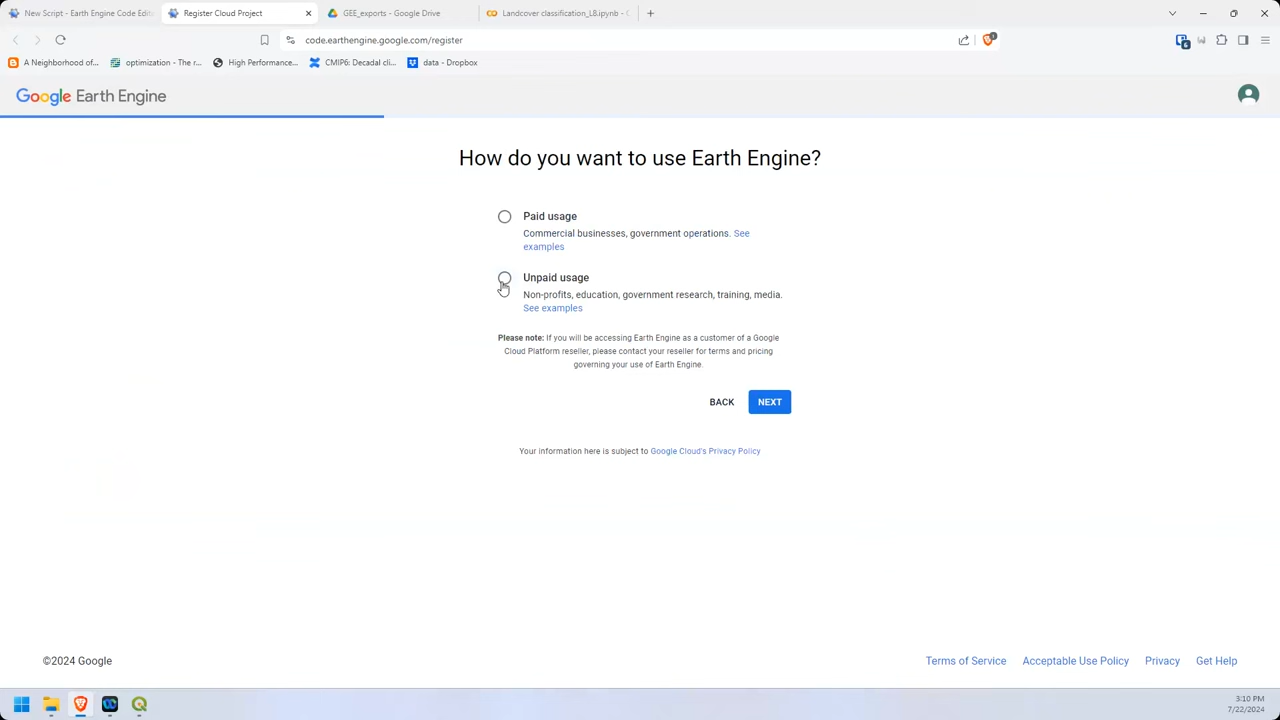 New Script - Earth Engine Code Edit
Register Cloud Project
GEE_exports - Google Drive
Landcover classification_L8.ipynb - C
code.earthengine.google.com/register
A Neighborhood of...
optimization - The r...
High Performance...
CMIP6: Decadal cli...
data - Dropbox
Google Earth Engine
How do you want to use Earth Engine?
Paid usage
Commercial businesses, government operations. See
examples
Unpaid usage
Non-profits, education, government research, training, media.
See examples
Please note: If you will be accessing Earth Engine as a customer of a Google
Cloud Platform reseller, please contact your reseller for terms and pricing
governing your use of Earth Engine.
BACK
NEXT
Your information here is subject to Google Cloud's Privacy Policy
©2024 Google
Terms of Service
Acceptable Use Policy
Privacy
Get Help
3:10 PM
7/22/2024